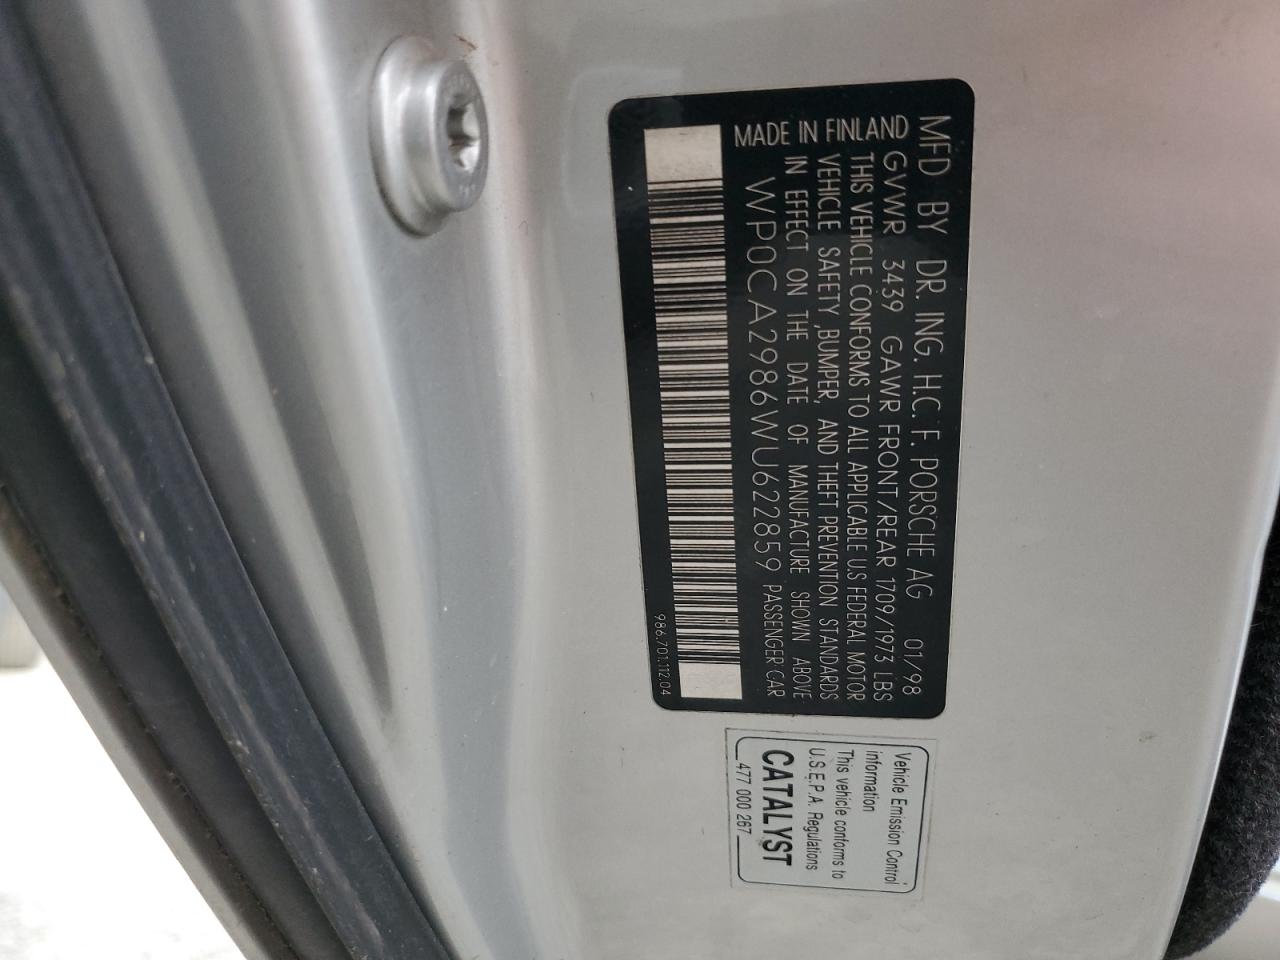 MFD BY DR. ING. H.C. F. PORSCHE AG 01/98
GVWR 3439 GAWR FRONT/REAR 1709/1973 LBS
THIS VEHICLE CONFORMS TO ALL APPLICABLE U.S FEDERAL MOTOR
VEHICLE SAFETY ,BUMPER, AND THEFT PREVENTION STANDARDS
IN EFFECT ON THE DATE OF MANUFACTURE SHOWN ABOVE
WP0CA2986WU622859 PASSENGER CAR
MADE IN FINLAND
986.701.112.04
Vehicle Emission Control
information
This vehicle conforms to
U.S.E.P.A. Regulations
CATALYST
477 000 267